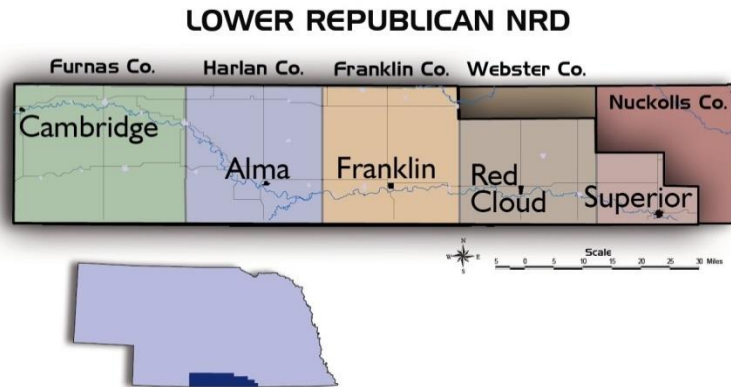 LOWER REPUBLICAN NRD
Furnas Co. Harlan Co. Franklin Co. Webster Co.
Nuckolls Co.
Cambridge
Alma
Franklin
Red
Cloud
Superior
N
W E
S
Scale
5 0 5 10 15 20 25 30 Miles